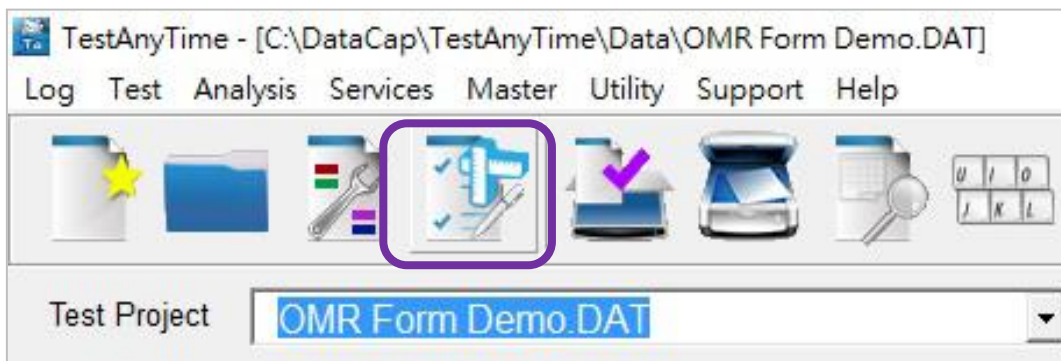 TestAnyTime - [C:\DataCap\TestAnyTime\Data\OMR Form Demo.DAT]
Log Test Analysis Services Master Utility Support Help
U I O
J K L
Test Project OMR Form Demo.DAT